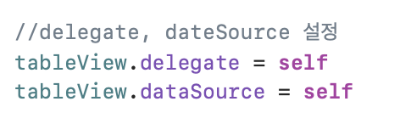 //delegate, dateSource 설정
tableView.delegate = self
tableView.dataSource = self